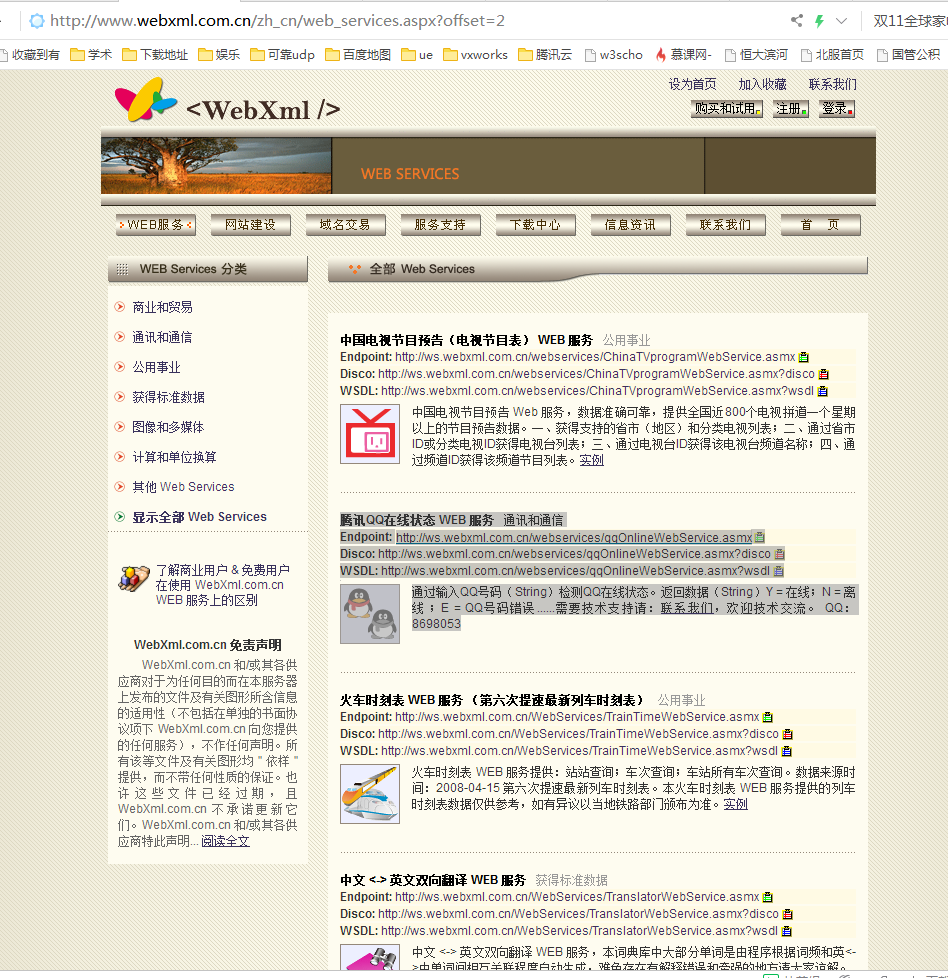 http://www.webxml.com.cn/zh_cn/web_services.aspx?offset=2
双11全球家
收藏到有 学术 下载地址 娱乐 可靠udp 百度地图 ue vxworks 腾讯云 w3scho 慕课网- 恒大滨河 北服首页 国管公积
设为首页 加入收藏 联系我们
<WebXml />
购买和试用 注册 登录
WEB SERVICES
WEB服务 网站建设 域名交易 服务支持 下载中心 信息资讯 联系我们 首 页
WEB Services 分类
商业和贸易
通讯和通信
公用事业
获得标准数据
图像和多媒体
计算和单位换算
其他 Web Services
显示全部 Web Services
了解商业用户 & 免费用户
在使用 WebXml.com.cn
WEB 服务上的区别
WebXml.com.cn 免责声明
WebXml.com.cn 和/或其各供
应商对于为任何目的而在本服务器
上发布的文件及有关图形所含信息
的适用性（不包括在单独的书面协
议项下 WebXml.com.cn 向您提供
的任何服务），不作任何声明。所
有该等文件及有关图形均 " 依样 "
提供，而不带任何性质的保证。也
许这些文件已经过期，且
WebXml.com.cn 不承诺更新它
们。WebXml.com.cn 和/或其各供
应商特此声明... 阅读全文
全部 Web Services
中国电视节目预告（电视节目表） WEB 服务 公用事业
Endpoint: http://ws.webxml.com.cn/webservices/ChinaTVprogramWebService.asmx
Disco: http://ws.webxml.com.cn/webservices/ChinaTVprogramWebService.asmx?disco
WSDL: http://ws.webxml.com.cn/webservices/ChinaTVprogramWebService.asmx?wsdl
中国电视节目预告 Web 服务，数据准确可靠，提供全国近800个电视拼道一个星期
以上的节目预告数据。一、获得支持的省市（地区）和分类电视列表；二、通过省市
ID或分类电视ID获得电视台列表；三、通过电视台ID获得该电视台频道名称；四、通
过频道ID获得该频道节目列表。实例
腾讯QQ在线状态 WEB 服务 通讯和通信
Endpoint: http://ws.webxml.com.cn/webservices/qqOnlineWebService.asmx
Disco: http://ws.webxml.com.cn/webservices/qqOnlineWebService.asmx?disco
WSDL: http://ws.webxml.com.cn/webservices/qqOnlineWebService.asmx?wsdl
通过输入QQ号码（String）检测QQ在线状态。返回数据（String）Y = 在线；N = 离
线 ；E = QQ号码错误 ......需要技术支持请：联系我们，欢迎技术交流。 QQ：
8698053
火车时刻表 WEB 服务 （第六次提速最新列车时刻表） 公用事业
Endpoint: http://ws.webxml.com.cn/WebServices/TrainTimeWebService.asmx
Disco: http://ws.webxml.com.cn/WebServices/TrainTimeWebService.asmx?disco
WSDL: http://ws.webxml.com.cn/WebServices/TrainTimeWebService.asmx?wsdl
火车时刻表 WEB 服务提供：站站查询；车次查询；车站所有车次查询。数据来源时
间：2008-04-15 第六次提速最新列车时刻表。本火车时刻表 WEB 服务提供的列车
时刻表数据仅供参考，如有异议以当地铁路部门颁布为准。实例
中文 <-> 英文双向翻译 WEB 服务 获得标准数据
Endpoint: http://ws.webxml.com.cn/WebServices/TranslatorWebService.asmx
Disco: http://ws.webxml.com.cn/WebServices/TranslatorWebService.asmx?disco
WSDL: http://ws.webxml.com.cn/WebServices/TranslatorWebService.asmx?wsdl
中文 <-> 英文双向翻译 WEB 服务，本词典库中大部分单词是由程序根据词频和英<-
>中单词间相互关联程度自动生成，难免存在有解释错误和牵强的地方请大家谅解。